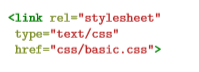 <link rel="stylesheet"
type="text/css"
href="css/basic.css">